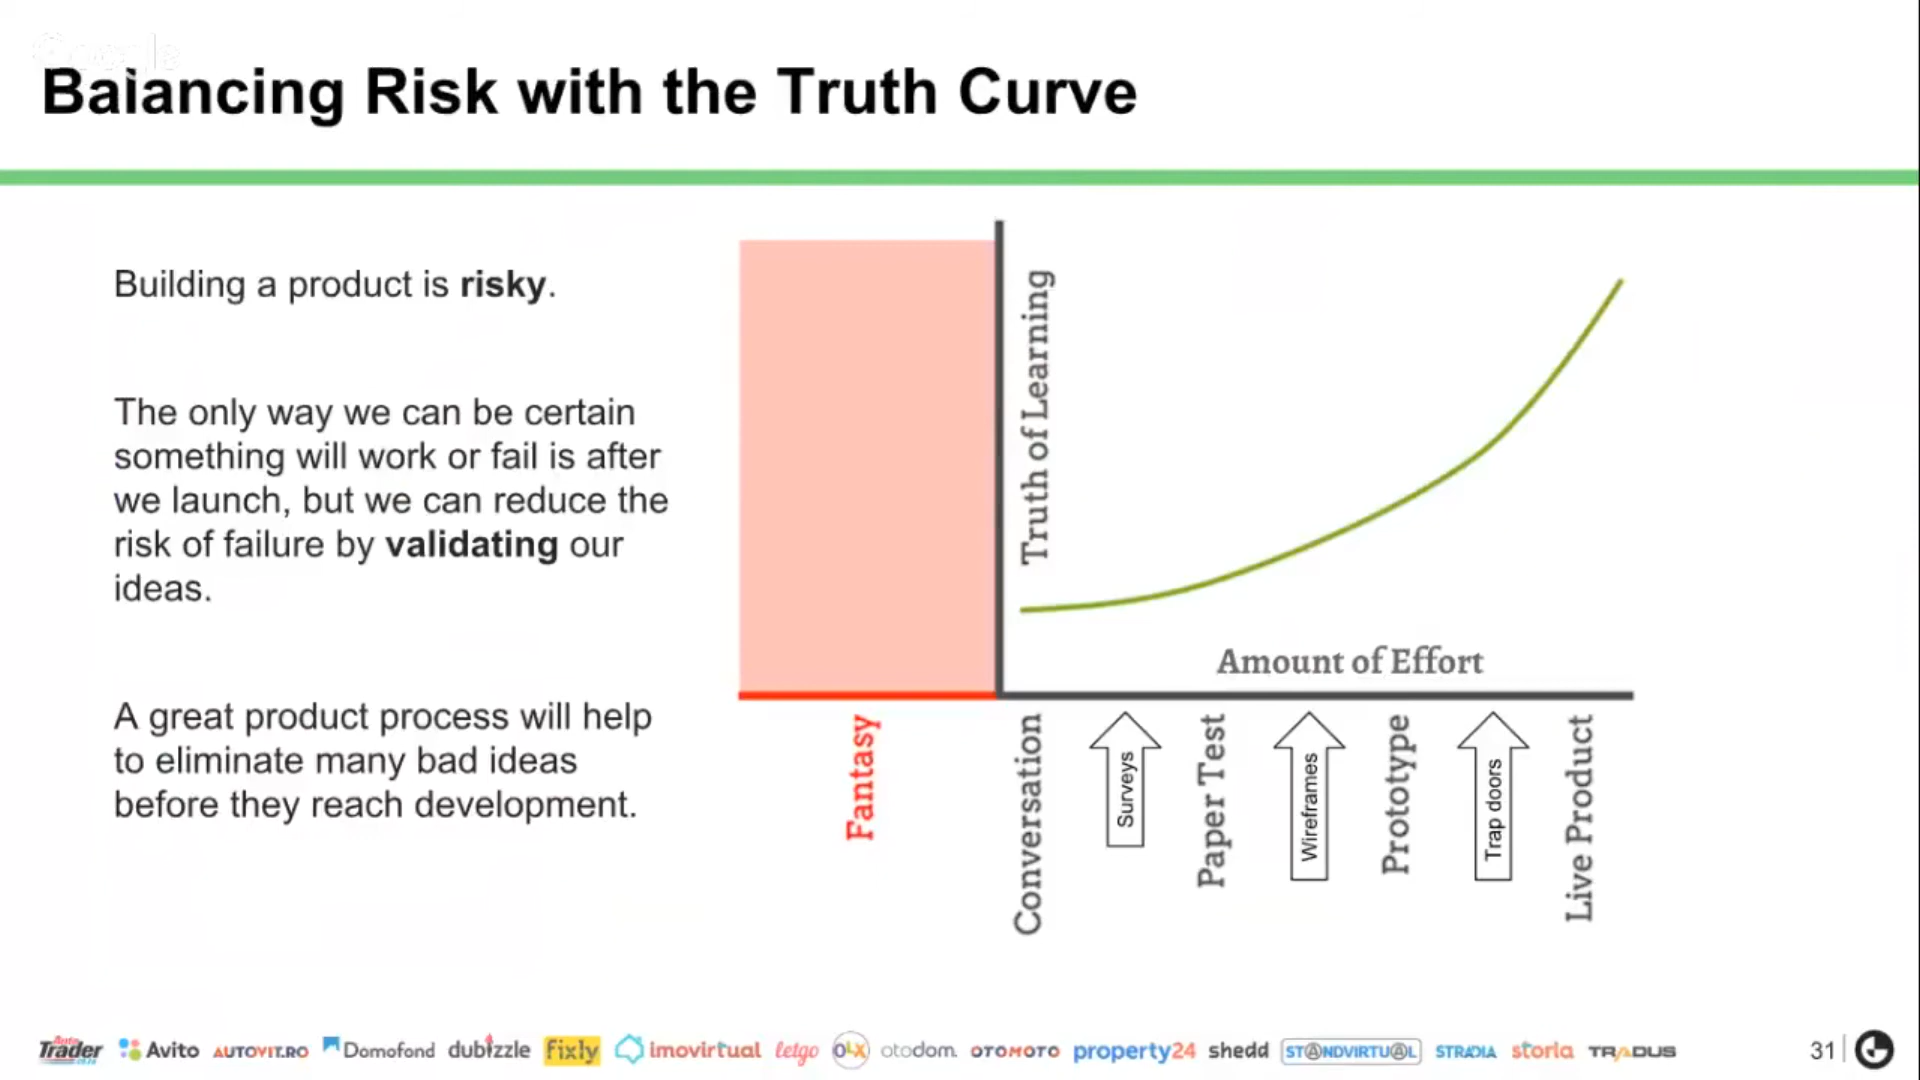 Google
Balancing Risk with the Truth Curve
Building a product is risky.
The only way we can be certain
something will work or fail is after
we launch, but we can reduce the
risk of failure by validating our
ideas.
A great product process will help
to eliminate many bad ideas
before they reach development.
Truth of Learning
Amount of Effort
Fantasy
Conversation
Surveys
Paper Test
Wireframes
Prototype
Trap doors
Live Product
Auto Trader Avito AUTOVIT.RO Domofond dubizzle fixly imovirtual letgo OLX otodom OTOMOTO property24 shedd STANDVIRTUAL STRADIA storia TRADUS
31